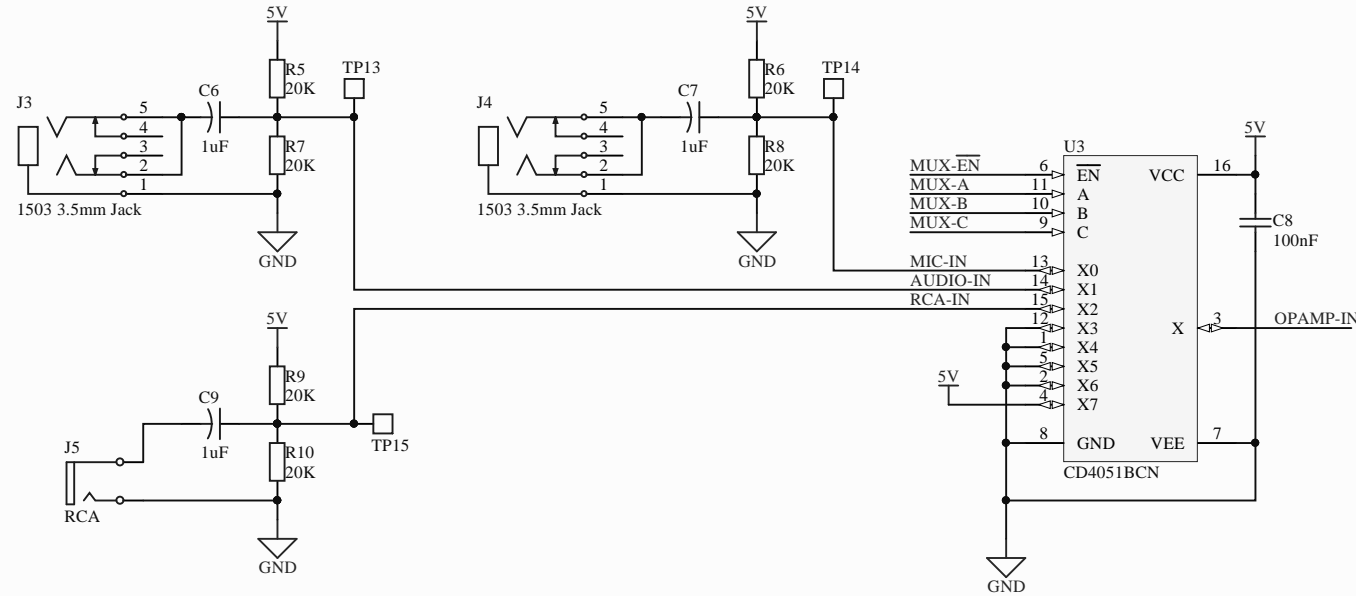 5V
R5
20K
TP13
J3
C6
5
4
3
2
1
1uF
R7
20K
1503 3.5mm Jack
GND
5V
R6
20K
TP14
J4
C7
5
4
3
2
1
1uF
R8
20K
1503 3.5mm Jack
GND
5V
U3
MUX-EN
6
EN
VCC
16
MUX-A
11
A
MUX-B
10
B
MUX-C
9
C
C8
100nF
MIC-IN
13
X0
AUDIO-IN
14
X1
RCA-IN
15
X2
12
X3
X
3
OPAMP-IN
1
X4
5
X5
2
X6
5V
4
X7
8
GND
VEE
7
CD4051BCN
GND
5V
R9
20K
C9
1uF
TP15
J5
R10
20K
RCA
GND